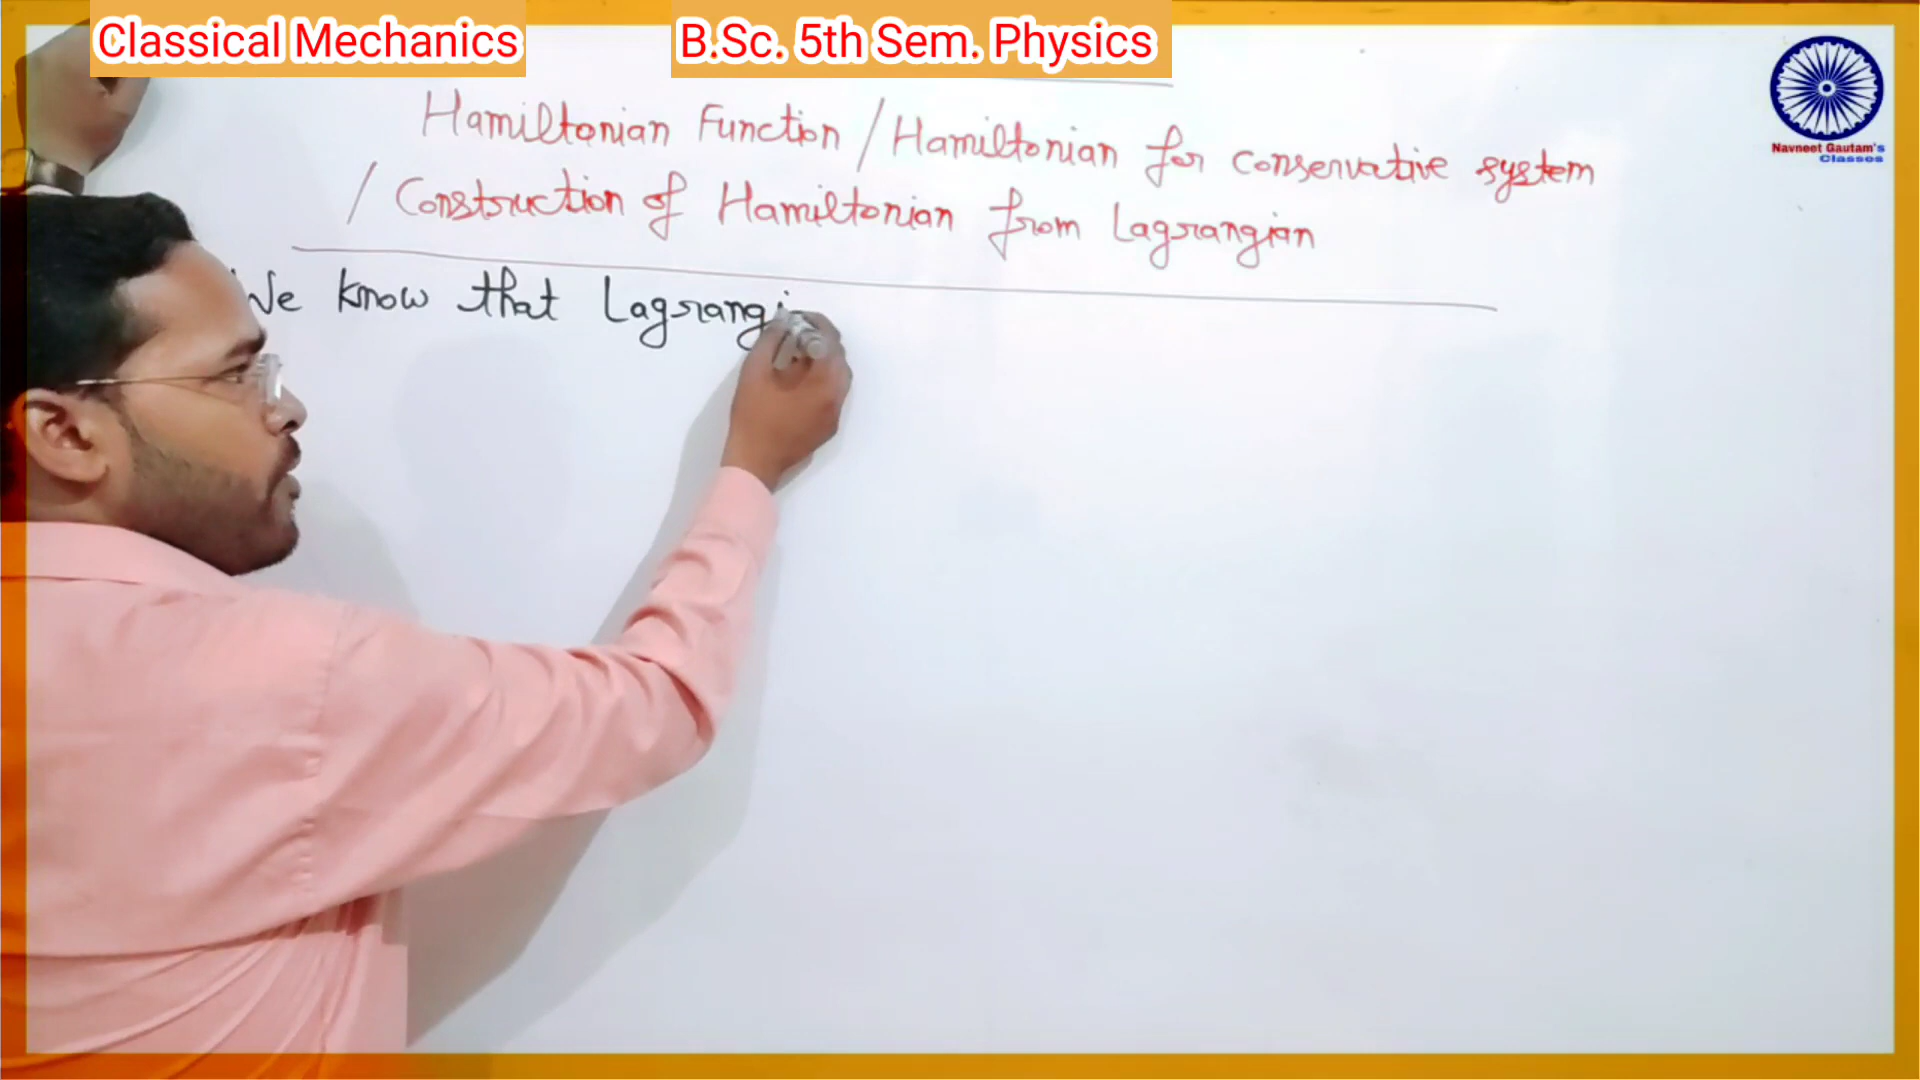 Classical Mechanics
B.Sc. 5th Sem. Physics
Hamiltonian Function / Hamiltonian for conservative system
/ Construction of Hamiltonian from Lagrangian
We know that Lagrangi
Navneet Gautam's
Classes